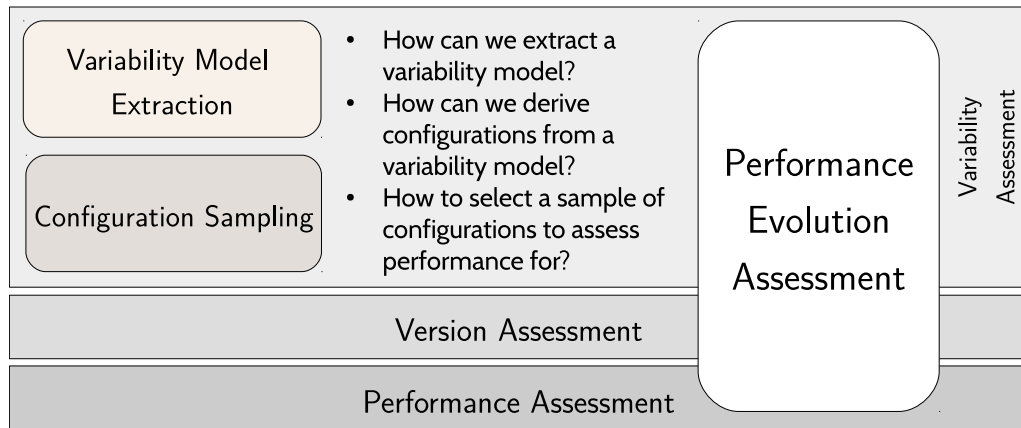 Variability Model
Extraction
Configuration Sampling
• How can we extract a
variability model?
• How can we derive
configurations from a
variability model?
• How to select a sample of
configurations to assess
performance for?
Performance
Evolution
Assessment
Variability
Assessment
Version Assessment
Performance Assessment